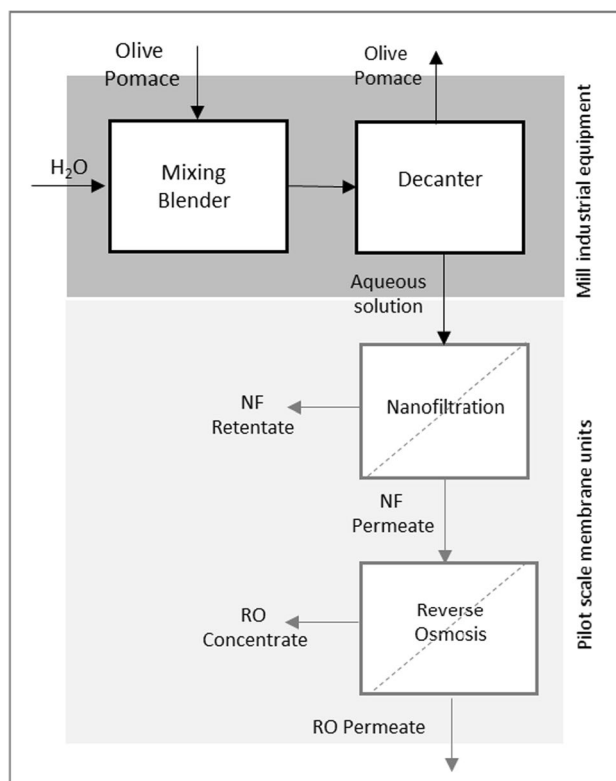 Olive
Pomace
Olive
Pomace
H₂O
Mixing
Blender
Decanter
Mill industrial equipment
Aqueous
solution
Nanofiltration
NF
Retentate
NF
Permeate
Reverse
Osmosis
RO
Concentrate
Pilot scale membrane units
RO Permeate